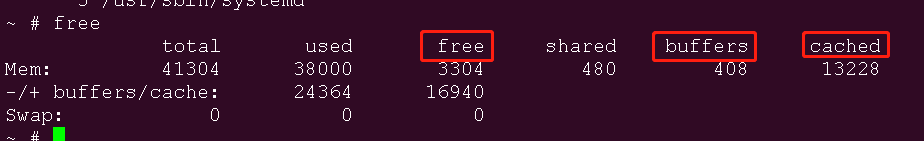 5 /usr/sbin/systemd
~ # free
total used free shared buffers cached
Mem: 41304 38000 3304 480 408 13228
-/+ buffers/cache: 24364 16940
Swap: 0 0 0
~ #